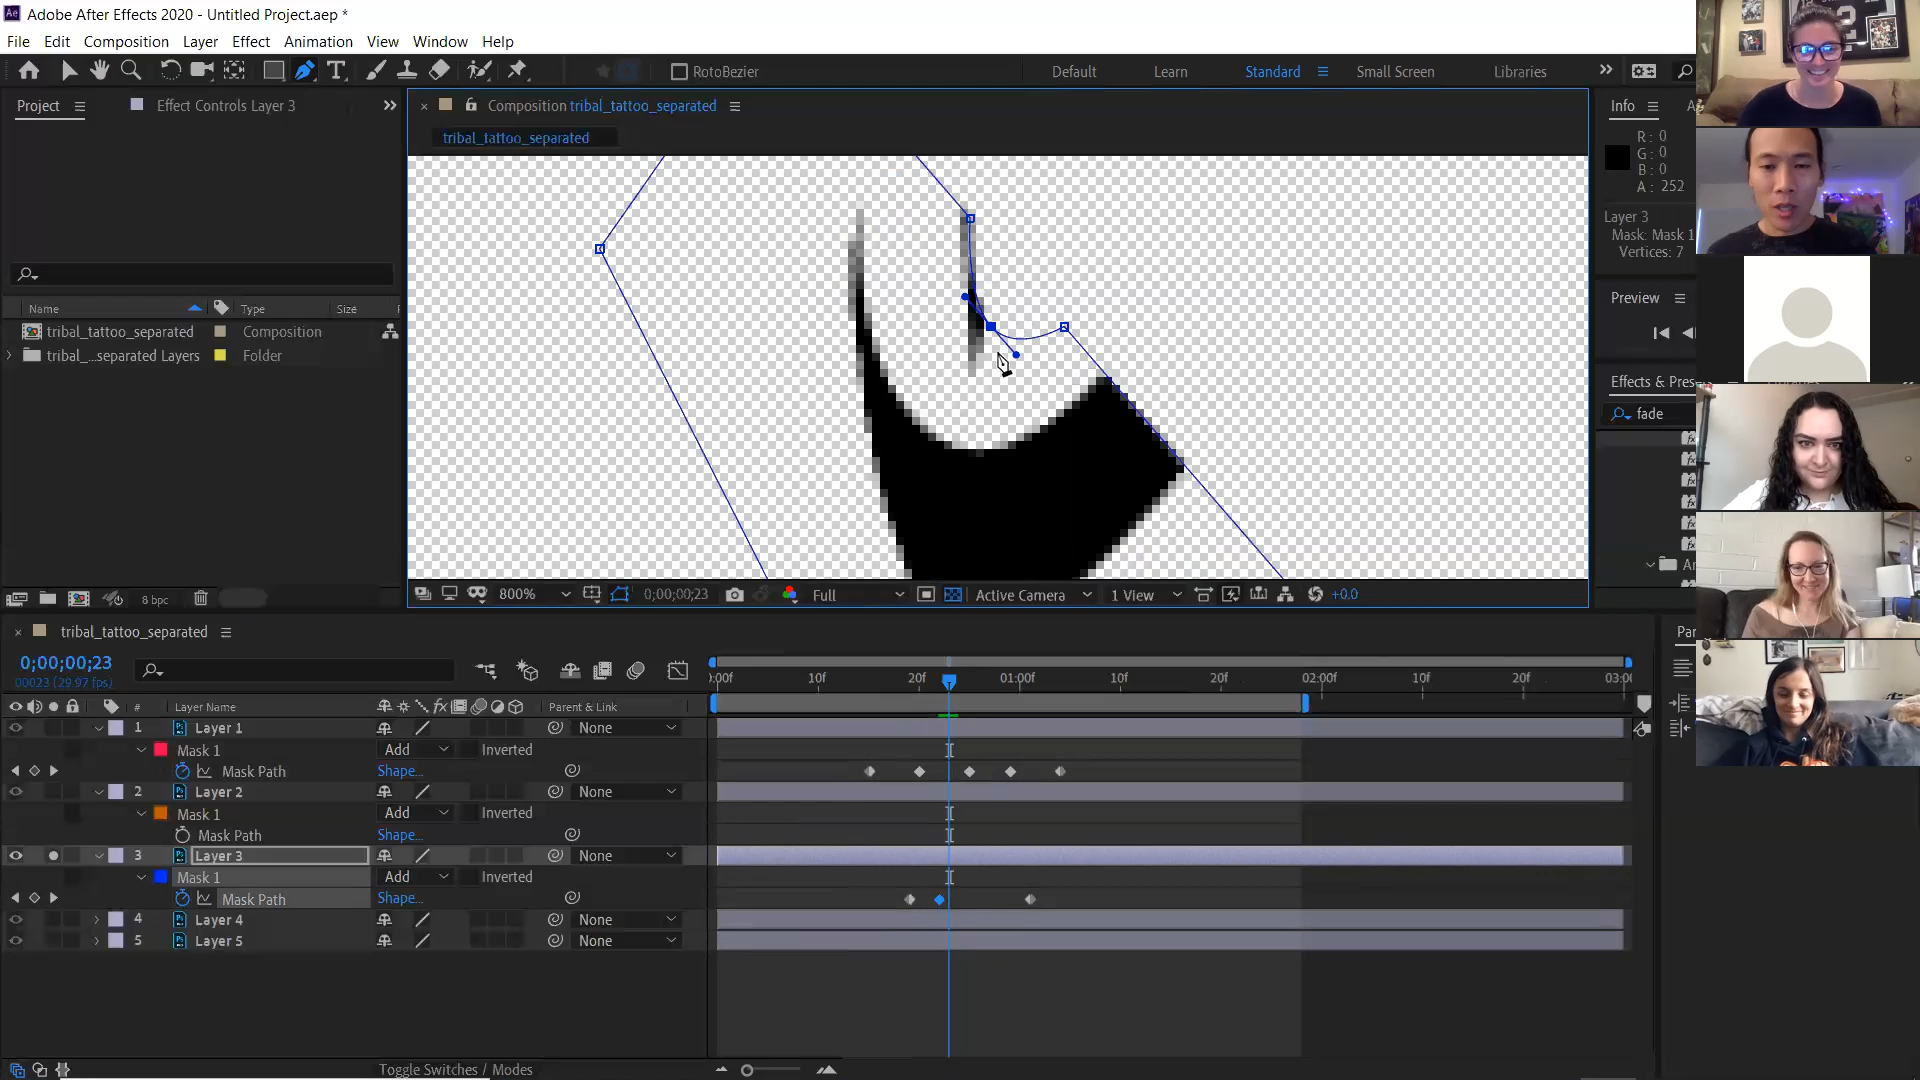 Adobe After Effects 2020 - Untitled Project.aep *
File Edit Composition Layer Effect Animation View Window Help
RotoBezier
Default Learn Standard Small Screen Libraries
Project
Effect Controls Layer 3
Composition tribal_tattoo_separated
tribal_tattoo_separated
Info
R: 0
G: 0
B: 0
A: 252
Layer 3
Mask: Mask 1
Vertices: 7
Preview
Effects & Pres
fade
Name Type Size
tribal_tattoo_separated Composition
tribal_...separated Layers Folder
8 bpc
800% 0;00;00;23 Full Active Camera 1 View +0.0
tribal_tattoo_separated
0;00;00;23
00023 (29.97 fps)
:00f 10f 20f 01:00f 10f 20f 02:00f 10f 20f 03:0
# Layer Name fx Parent & Link
1 Layer 1 None
Mask 1 Add Inverted
Mask Path Shape...
2 Layer 2 None
Mask 1 Add Inverted
Mask Path Shape...
3 Layer 3 None
Mask 1 Add Inverted
Mask Path Shape...
4 Layer 4 None
5 Layer 5 None
Toggle Switches / Modes